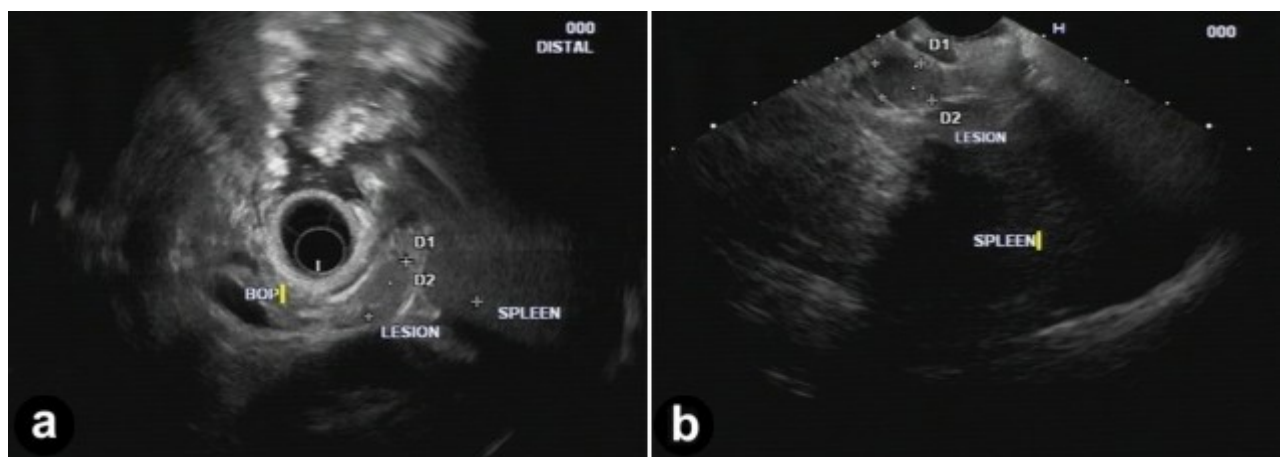 000
DISTAL
D1
D2
BOP
LESION
SPLEEN
a
H
000
D1
D2
LESION
SPLEEN
b